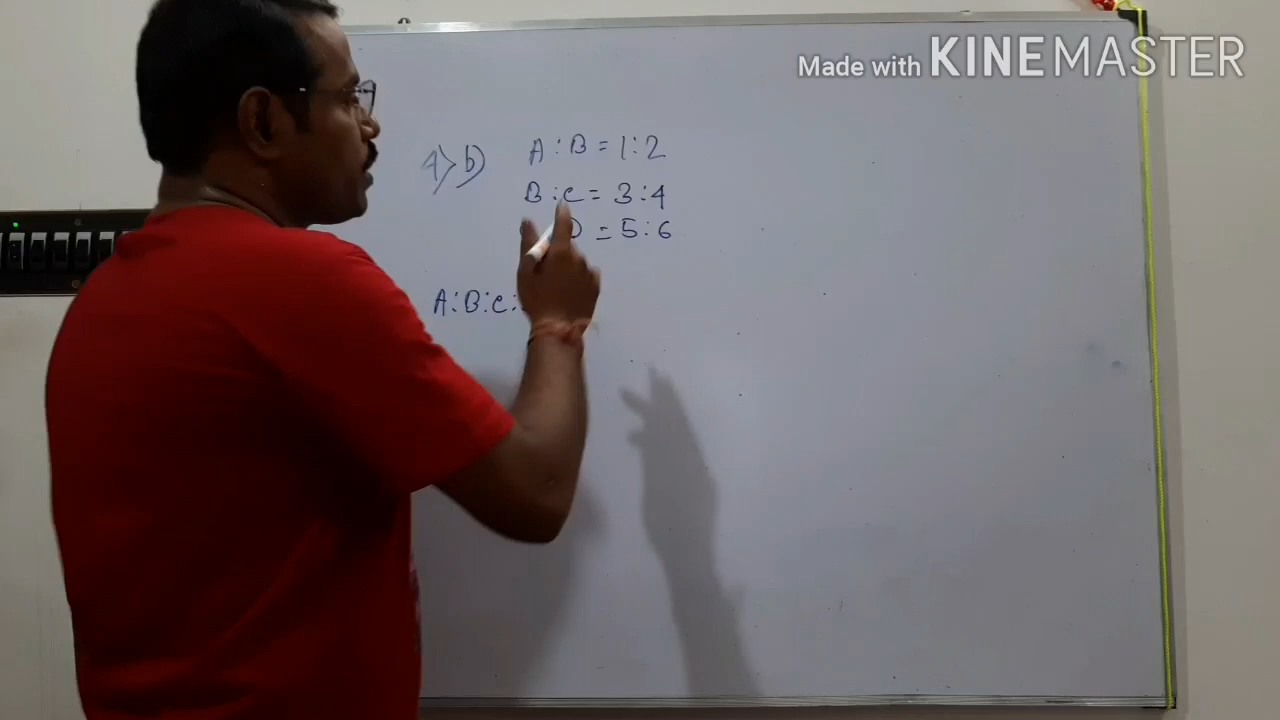 Made with KINEMASTER
4) b) A:B = 1:2
B:C = 3:4
D = 5:6
A:B:C: